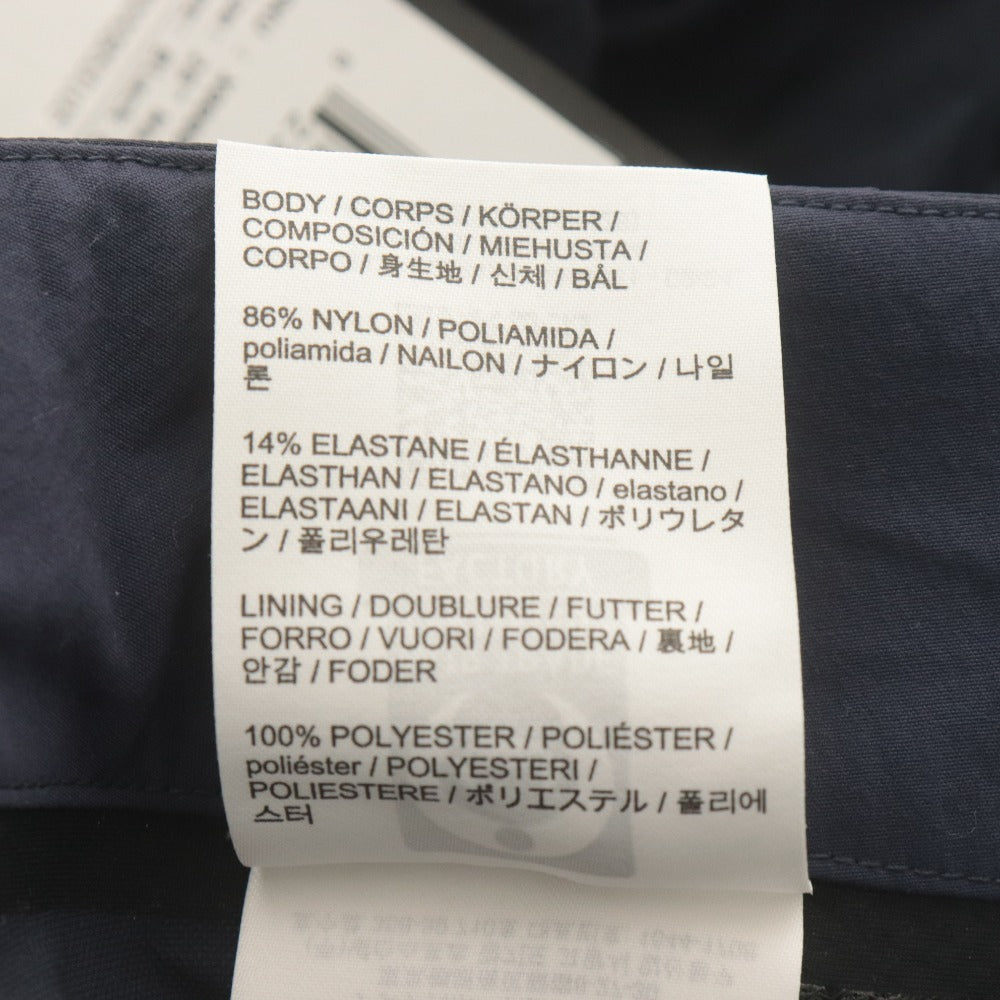 BODY / CORPS / KÖRPER /
COMPOSICIÓN / MIEHUSTA /
CORPO / 身生地 / 신체 / BÅL
86% NYLON / POLIAMIDA /
poliamida / NAILON / ナイロン / 나일
론
14% ELASTANE / ÉLASTHANNE /
ELASTHAN / ELASTANO / elastano /
ELASTAANI / ELASTAN / ポリウレタ
ン / 폴리우레탄
LINING / DOUBLURE / FUTTER /
FORRO / VUORI / FODERA / 裏地 /
안감 / FODER
100% POLYESTER / POLIÉSTER /
poliéster / POLYESTERI /
POLIESTERE / ポリエステル / 폴리에
스터